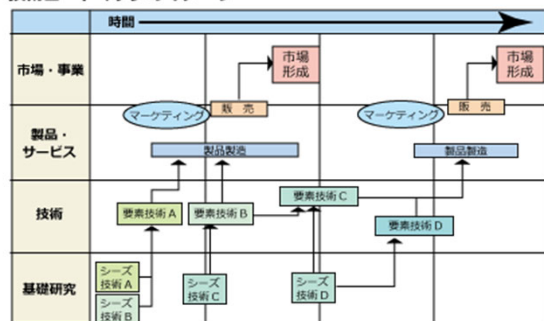 時間
市場・事業
市場
形成
市場
形成
マーケティング
販 売
マーケティング
販 売
製品・
サービス
製品製造
製品製造
技術
要素技術A
要素技術B
要素技術C
要素技術D
基礎研究
シーズ
技術A
シーズ
技術B
シーズ
技術C
シーズ
技術D